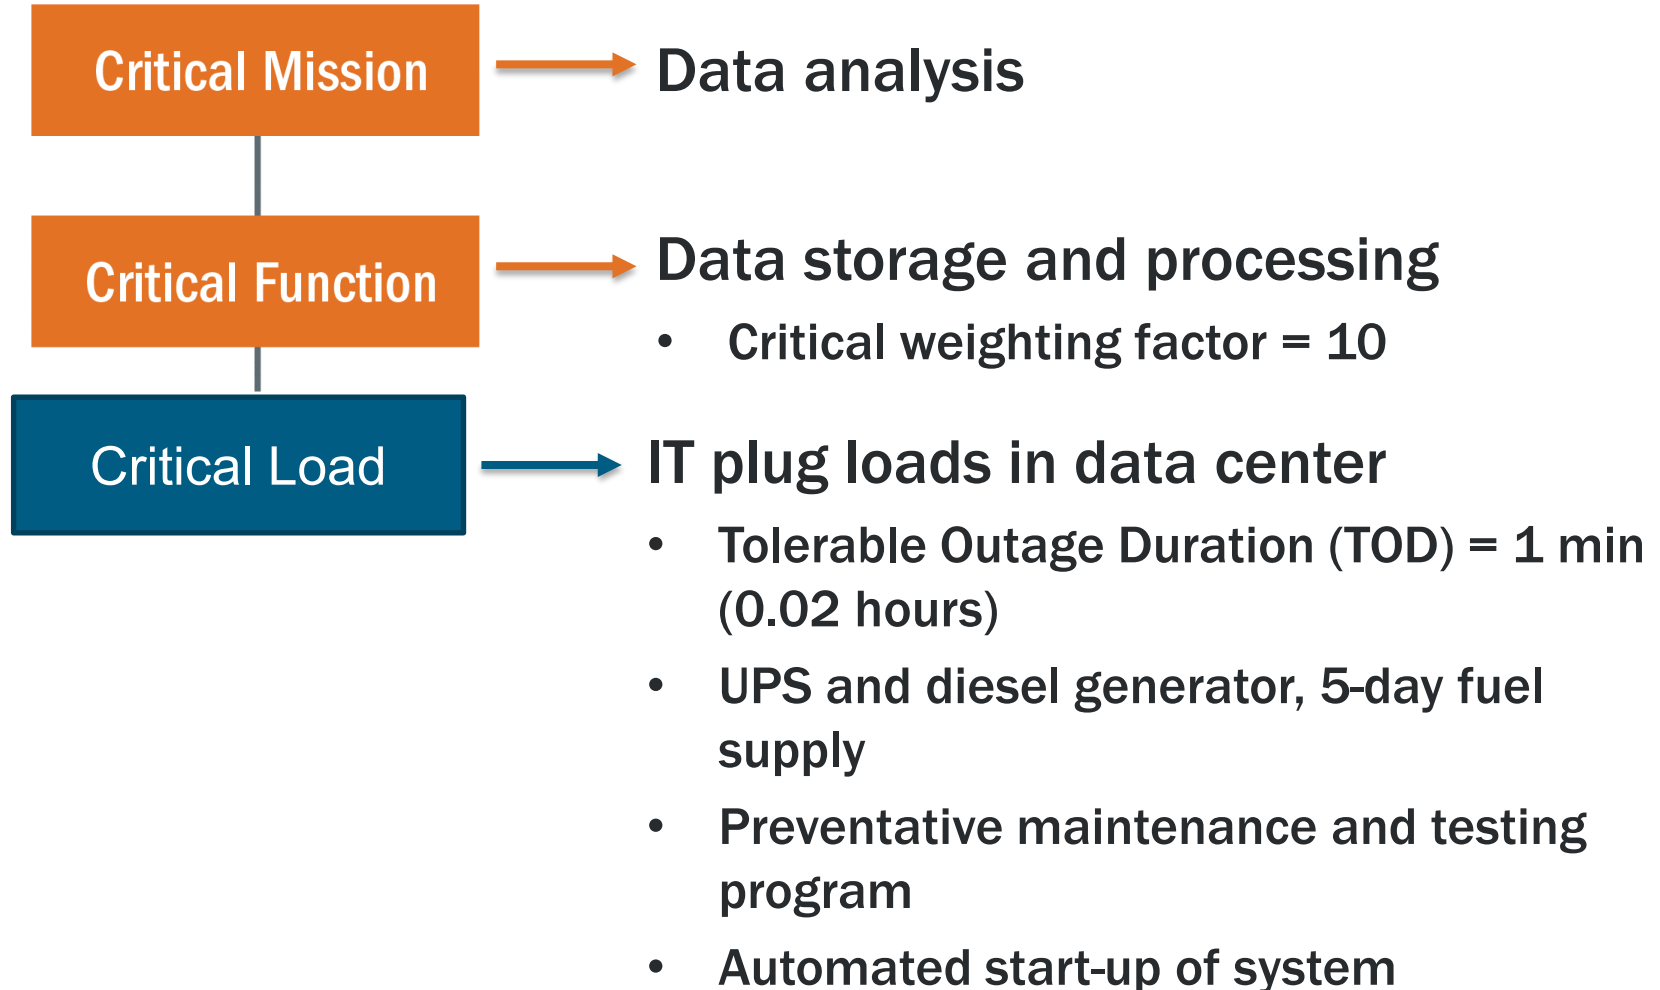 Critical Mission
Data analysis
Critical Function
Data storage and processing
• Critical weighting factor = 10
Critical Load
IT plug loads in data center
• Tolerable Outage Duration (TOD) = 1 min
(0.02 hours)
• UPS and diesel generator, 5-day fuel
supply
• Preventative maintenance and testing
program
• Automated start-up of system